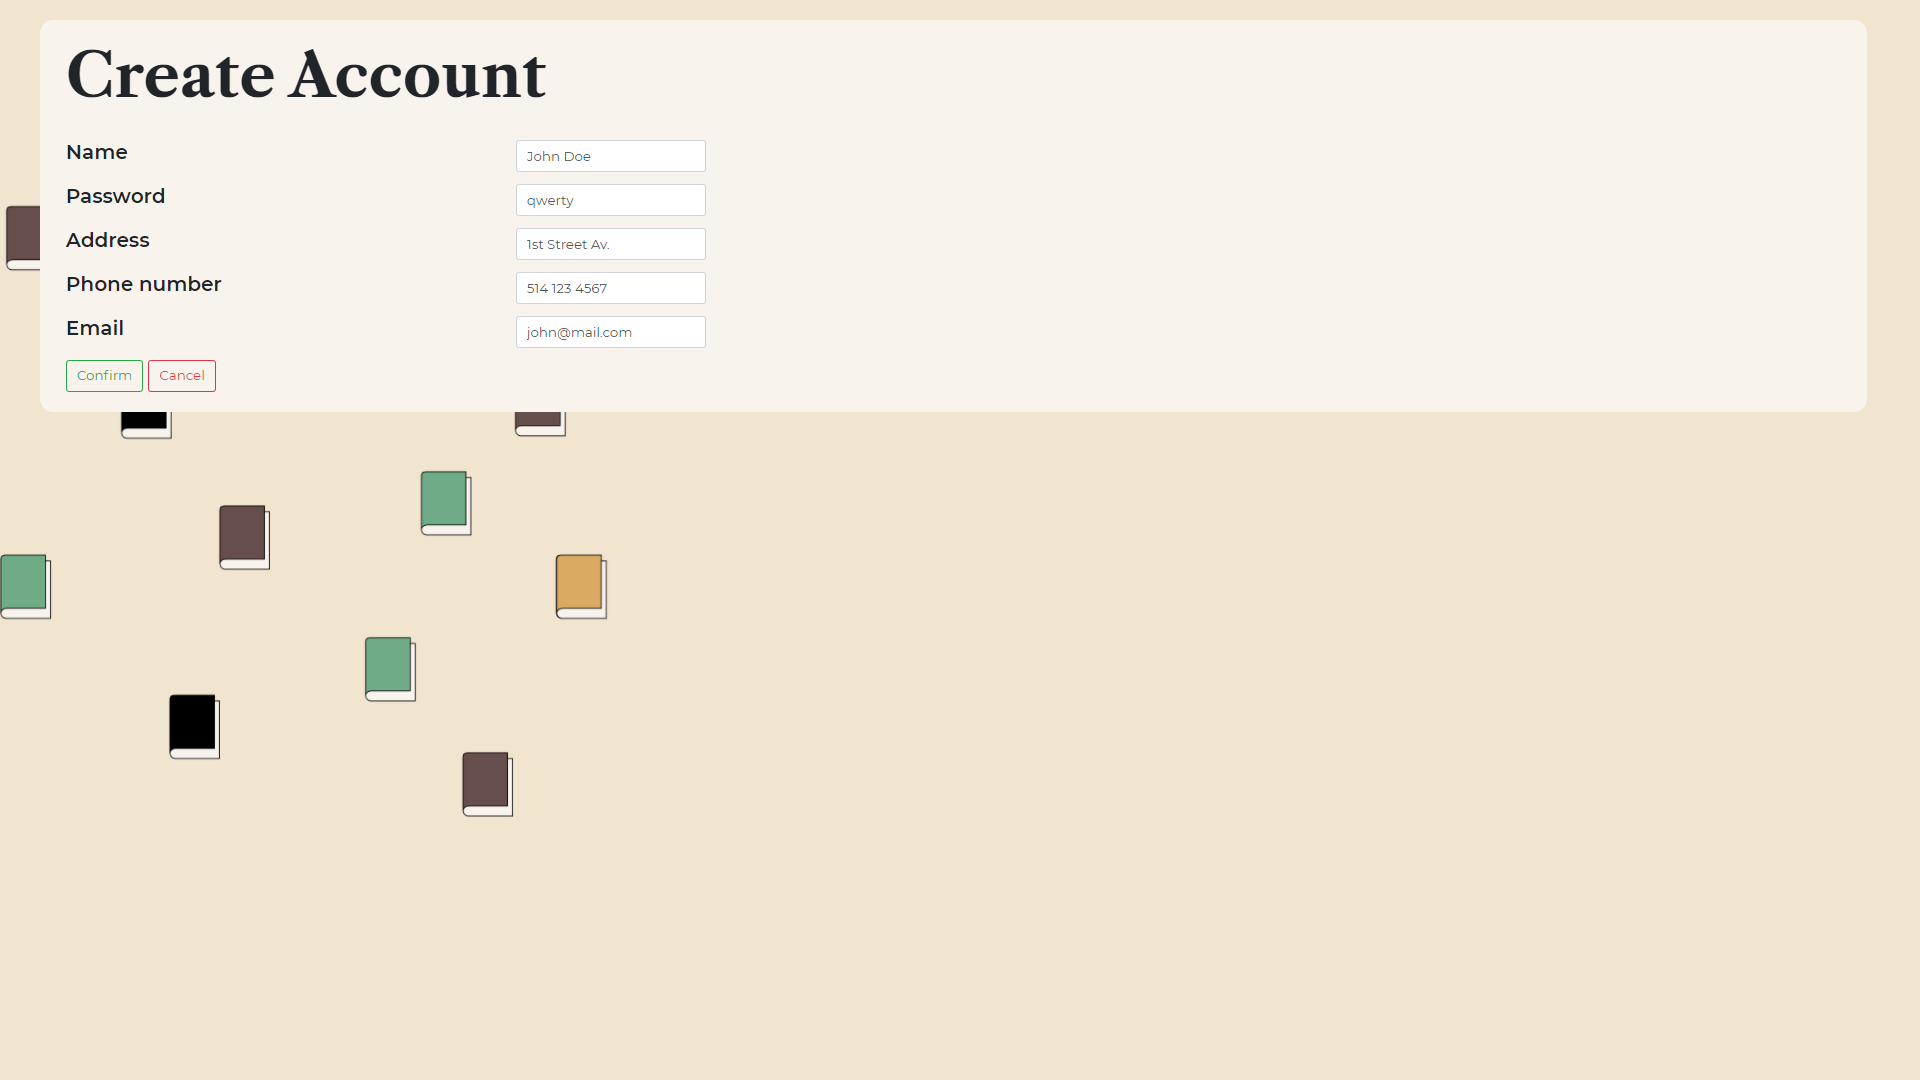 Create Account
Name
John Doe
Password
qwerty
Address
1st Street Av.
Phone number
514 123 4567
Email
john@mail.com
Confirm Cancel